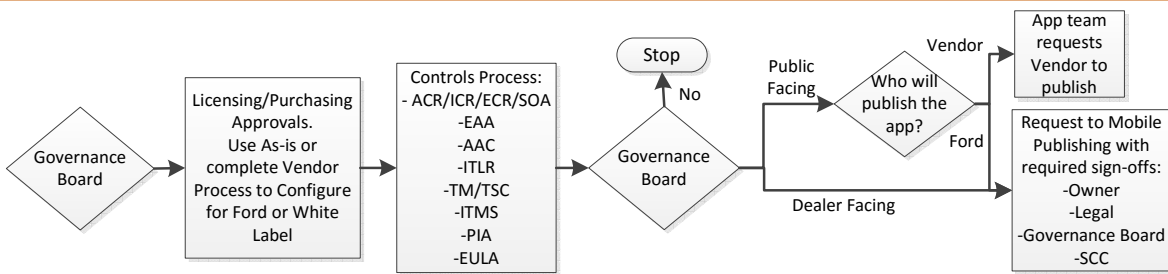 Governance
Board
Licensing/Purchasing
Approvals.
Use As-is or
complete Vendor
Process to Configure
for Ford or White
Label
Controls Process:
- ACR/ICR/ECR/SOA
-EAA
-AAC
-ITLR
-TM/TSC
-ITMS
-PIA
-EULA
Stop
No
Governance
Board
Public
Facing
Dealer Facing
Who will
publish the
app?
Vendor
Ford
App team
requests
Vendor to
publish
Request to Mobile
Publishing with
required sign-offs:
-Owner
-Legal
-Governance Board
-SCC